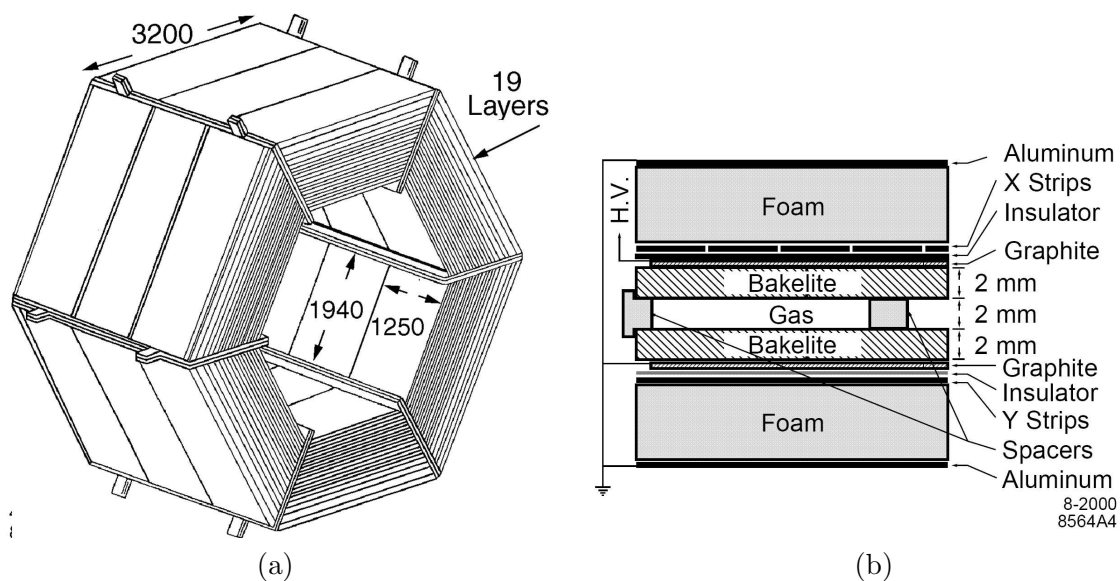 3200
19
Layers
1940
1250
(a)
Aluminum
X Strips
Insulator
Graphite
H.V.
Foam
Bakelite
2 mm
Gas
2 mm
Bakelite
2 mm
Graphite
Insulator
Y Strips
Foam
Spacers
Aluminum
8-2000
8564A4
(b)